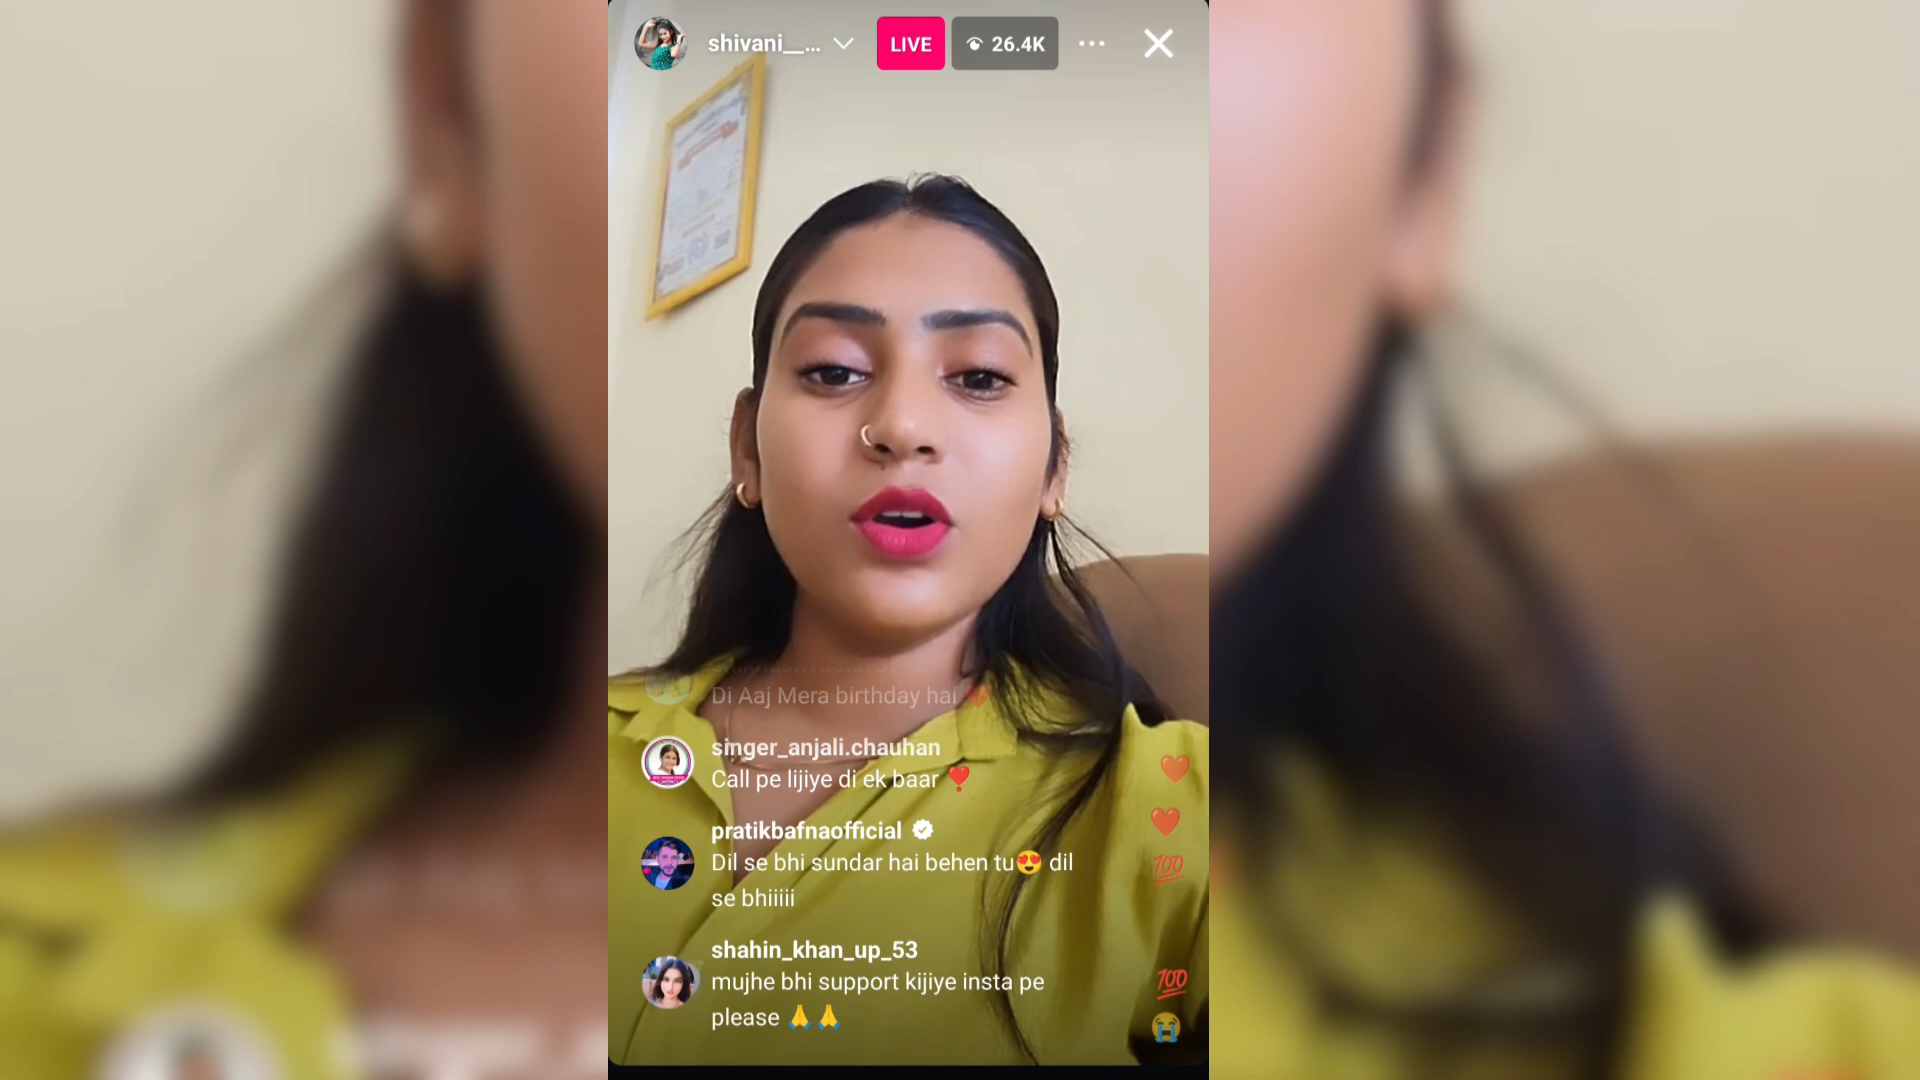 shivani__...
LIVE
26.4K
Di Aaj Mera birthday hai ❤️
singer_anjali.chauhan
Call pe lijiye di ek baar ❣️
pratikbafnaofficial
Dil se bhi sundar hai behen tu😍 dil
se bhiiiii
shahin_khan_up_53
mujhe bhi support kijiye insta pe
please 🙏🙏
💯
💯